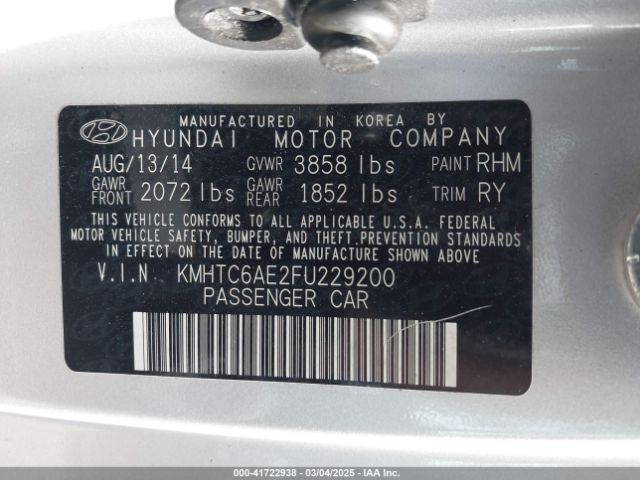 MANUFACTURED IN KOREA BY
HYUNDAI MOTOR COMPANY
AUG/13/14 GVWR 3858 lbs PAINT RHM
GAWR FRONT 2072 lbs GAWR REAR 1852 lbs TRIM RY
THIS VEHICLE CONFORMS TO ALL APPLICABLE U.S.A. FEDERAL
MOTOR VEHICLE SAFETY, BUMPER, AND THEFT PREVENTION
STANDARDS IN EFFECT ON THE DATE OF MANUFACTURE SHOWN ABOVE.
V.I.N. KMHTC6AE2FU229200
PASSENGER CAR
000-41722938 - 03/04/2025 - IAA Holdings, LLC.